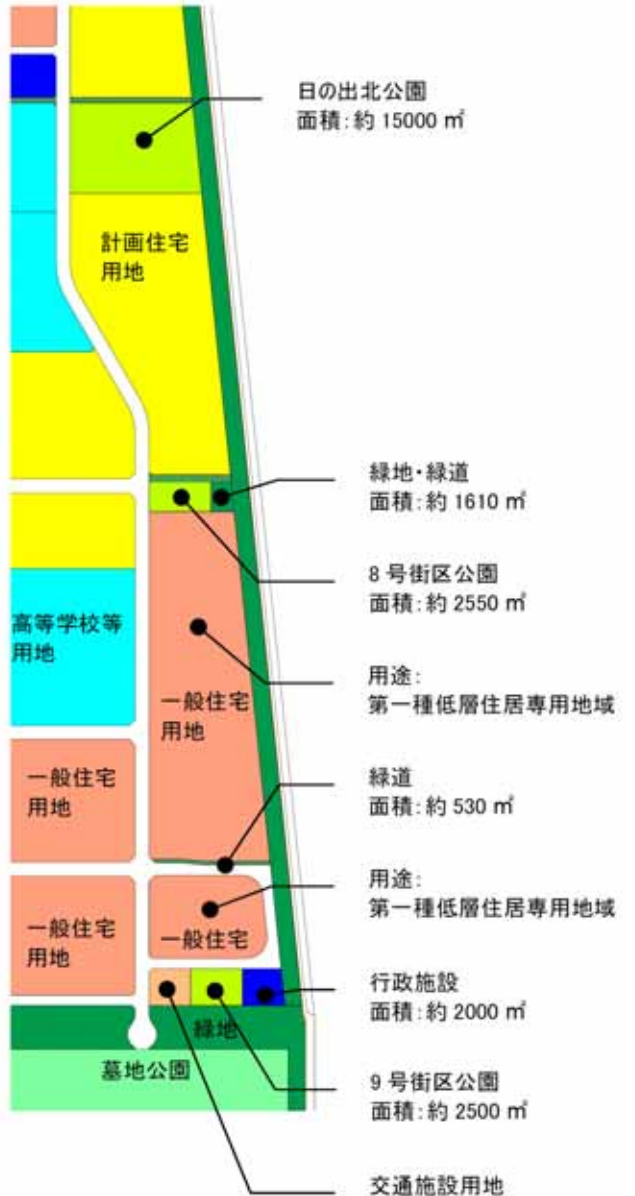 日の出北公園
面積:約 15000 ㎡
計画住宅
用地
緑地・緑道
面積:約 1610 ㎡
8 号街区公園
面積:約 2550 ㎡
高等学校等
用地
用途:
第一種低層住居専用地域
一般住宅
用地
一般住宅
用地
緑道
面積:約 530 ㎡
用途:
第一種低層住居専用地域
一般住宅
用地
一般住宅
行政施設
面積:約 2000 ㎡
緑地
墓地公園
9 号街区公園
面積:約 2500 ㎡
交通施設用地